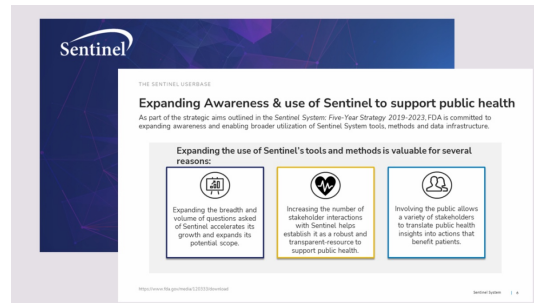 Sentinel
THE SENTINEL USERBASE
Expanding Awareness & use of Sentinel to support public health
As part of the strategic aims outlined in the Sentinel System: Five-Year Strategy 2019-2023, FDA is committed to
expanding awareness and enabling broader utilization of Sentinel System tools, methods and data infrastructure.
Expanding the use of Sentinel's tools and methods is valuable for several
reasons:
Expanding the breadth and
volume of questions asked
of Sentinel accelerates its
growth and expands its
potential scope.
Increasing the number of
stakeholder interactions
with Sentinel helps
establish it as a robust and
transparent-resource to
support public health.
Involving the public allows
a variety of stakeholders
to translate public health
insights into actions that
benefit patients.
Sentinel System |